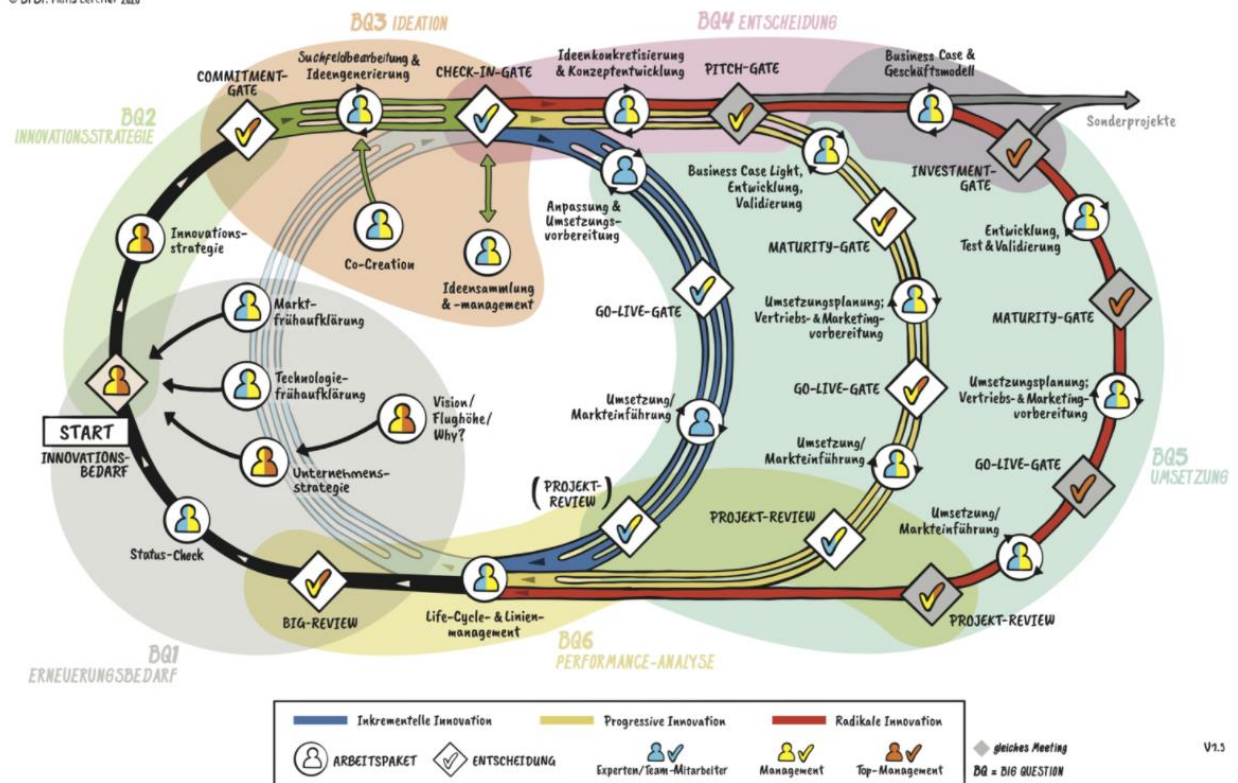 BQ3 IDEATION
BQ4 ENTSCHEIDUNG
COMMITMENT-
GATE
Suchfeldbearbeitung &
Ideengenerierung
CHECK-IN-GATE
Ideenkonkretisierung
& Konzeptentwicklung
PITCH-GATE
Business Case &
Geschäftsmodell
Sonderprojekte
BQ2
INNOVATIONSSTRATEGIE
Innovations-
strategie
Co-Creation
Ideensammlung
& -management
Anpassung &
Umsetzungs-
vorbereitung
Business Case Light,
Entwicklung,
Validierung
INVESTMENT-
GATE
Entwicklung,
Test & Validierung
MATURITY-GATE
GO-LIVE-GATE
Umsetzungsplanung;
Vertriebs- & Marketing-
vorbereitung
MATURITY-GATE
Markt-
frühaufklärung
Technologie-
frühaufklärung
Vision/
Flughöhe/
Why?
Unternehmens-
strategie
START
INNOVATIONS-
BEDARF
Status-Check
Umsetzung/
Markteinführung
GO-LIVE-GATE
Umsetzungsplanung;
Vertriebs- & Marketing-
vorbereitung
Umsetzung/
Markteinführung
GO-LIVE-GATE
BQ5
UMSETZUNG
(PROJEKT-
REVIEW)
PROJEKT-REVIEW
Umsetzung/
Markteinführung
PROJEKT-REVIEW
BIG-REVIEW
Life-Cycle- & Linien-
management
BQ1
ERNEUERUNGSBEDARF
BQ6
PERFORMANCE-ANALYSE
Inkrementelle Innovation
Progressive Innovation
Radikale Innovation
ARBEITSPAKET
ENTSCHEIDUNG
Experten/Team-Mitarbeiter
Management
Top-Management
gleiches Meeting
BQ = BIG QUESTION
V1.3